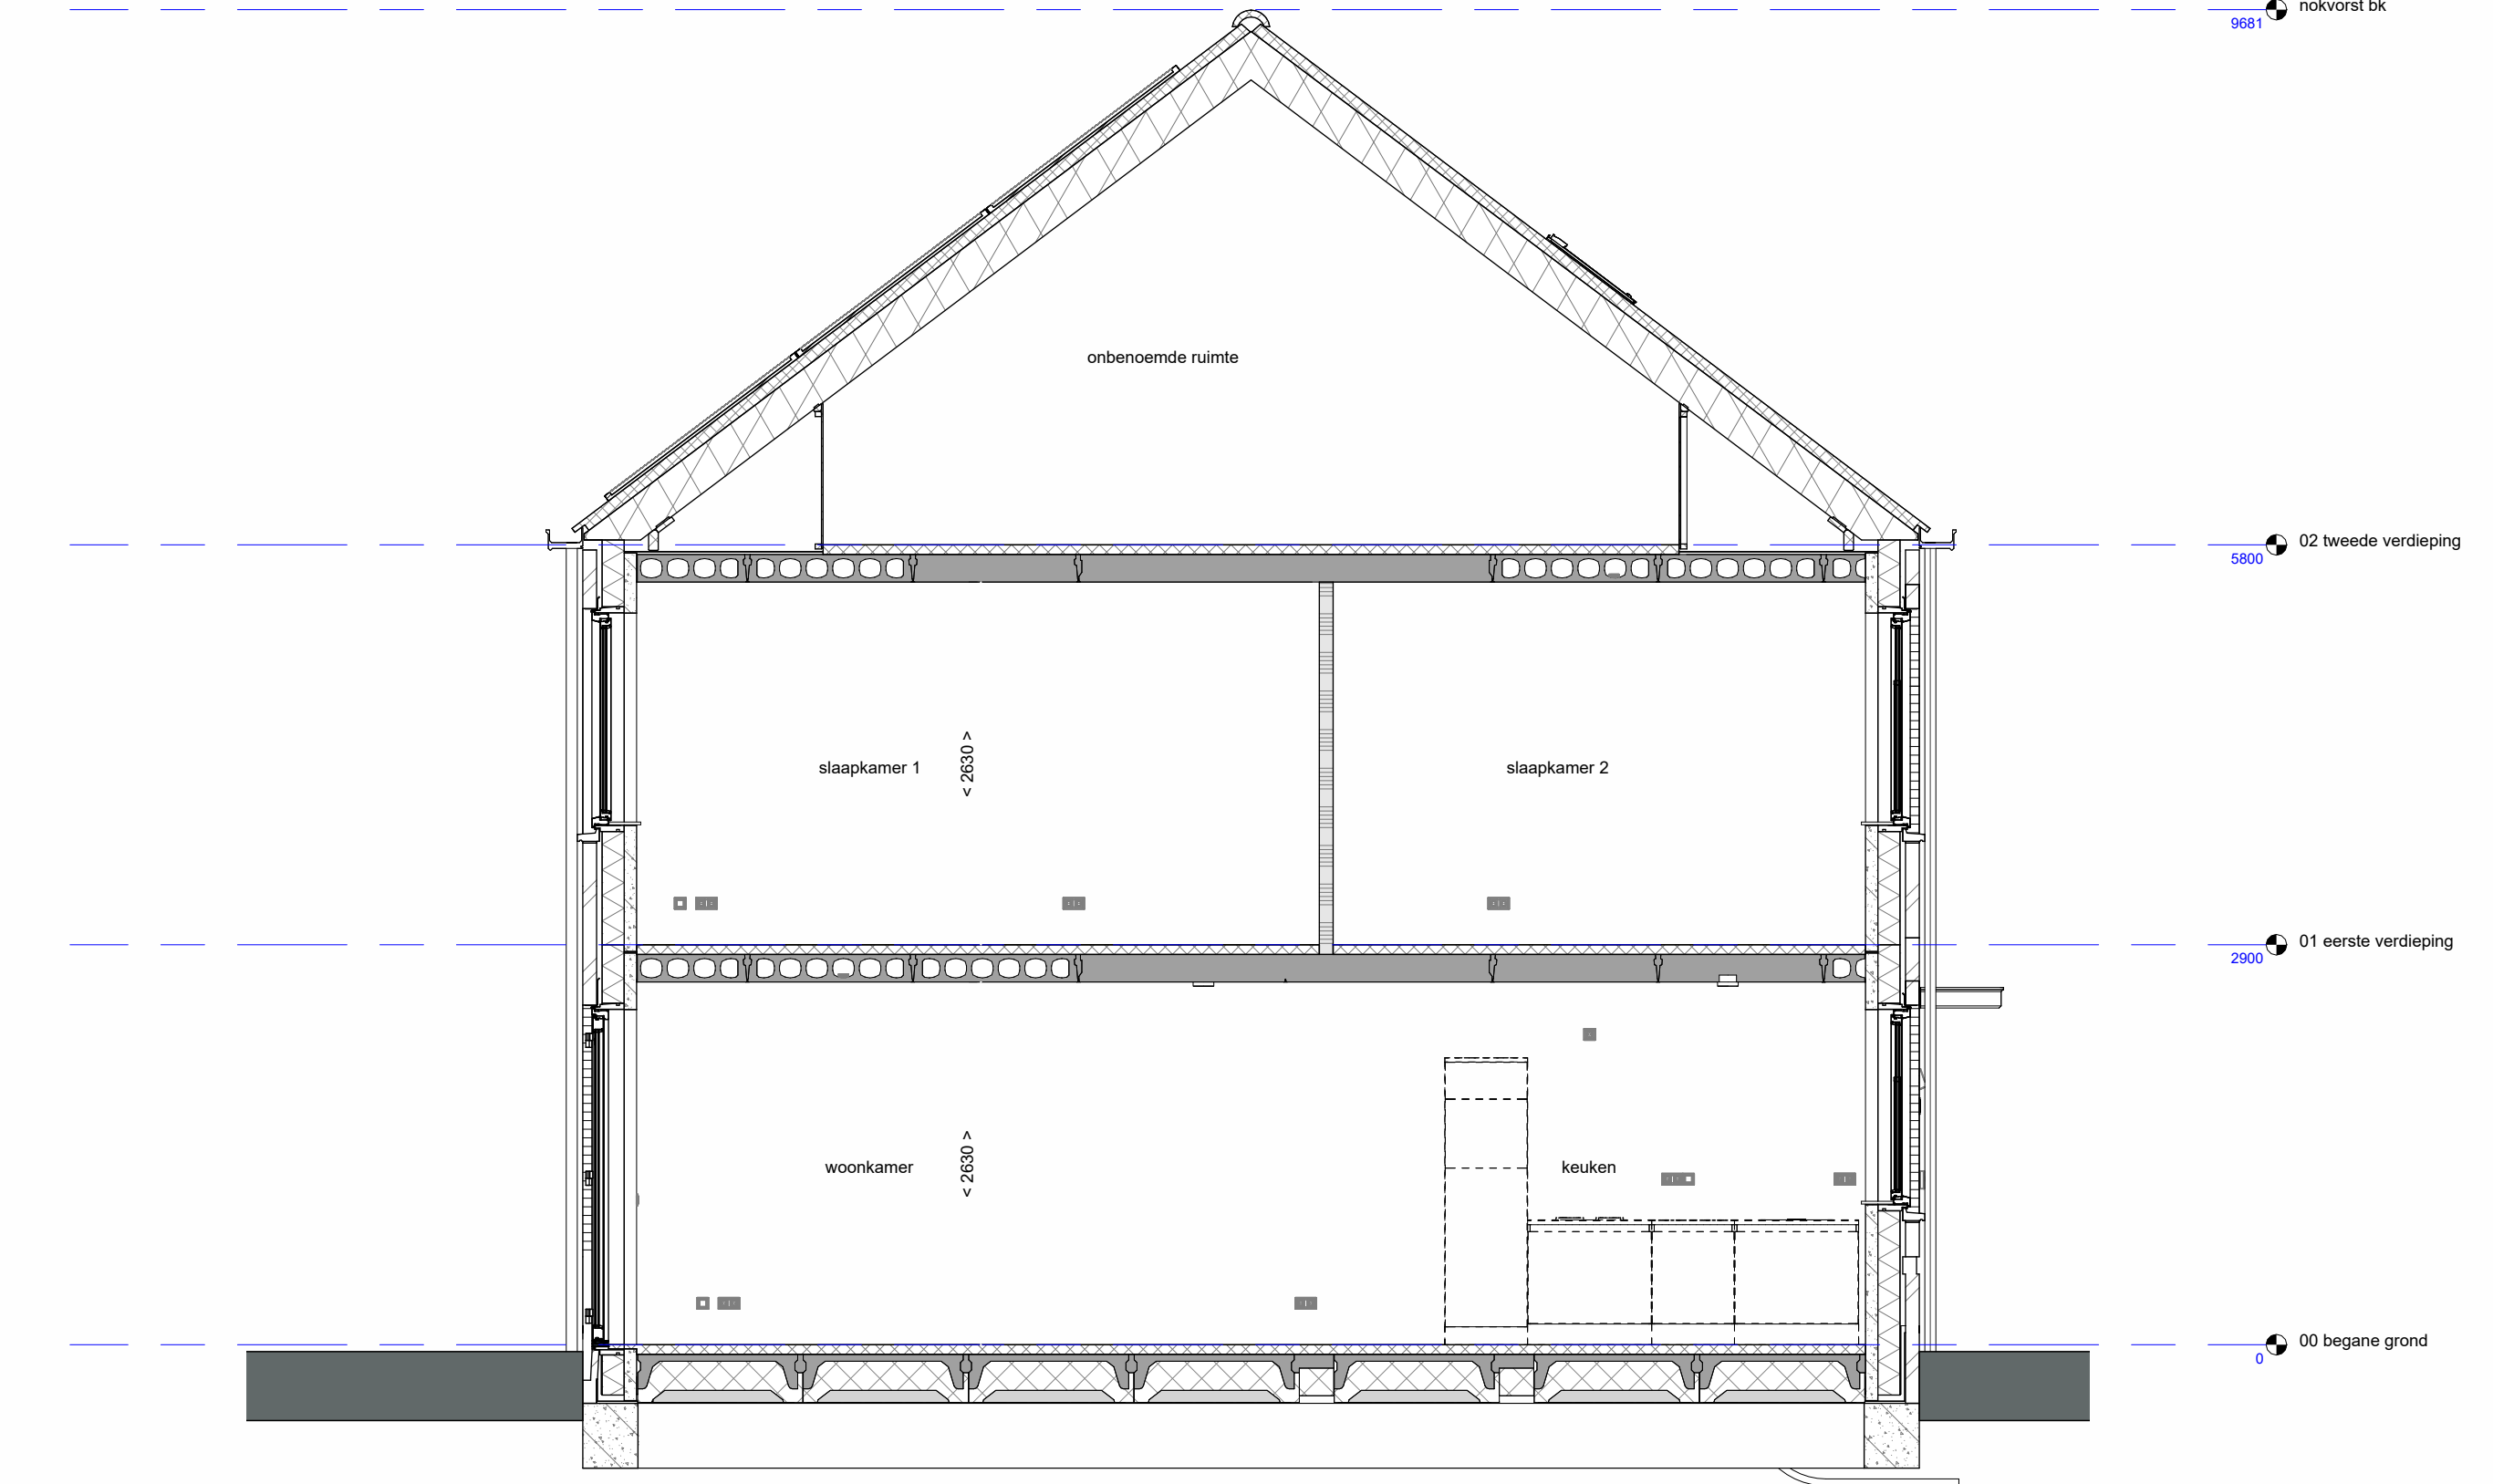 nokvorst bk
9681
onbenoemde ruimte
02 tweede verdieping
5800
slaapkamer 1
< 2630 >
slaapkamer 2
01 eerste verdieping
2900
woonkamer
< 2630 >
keuken
00 begane grond
0